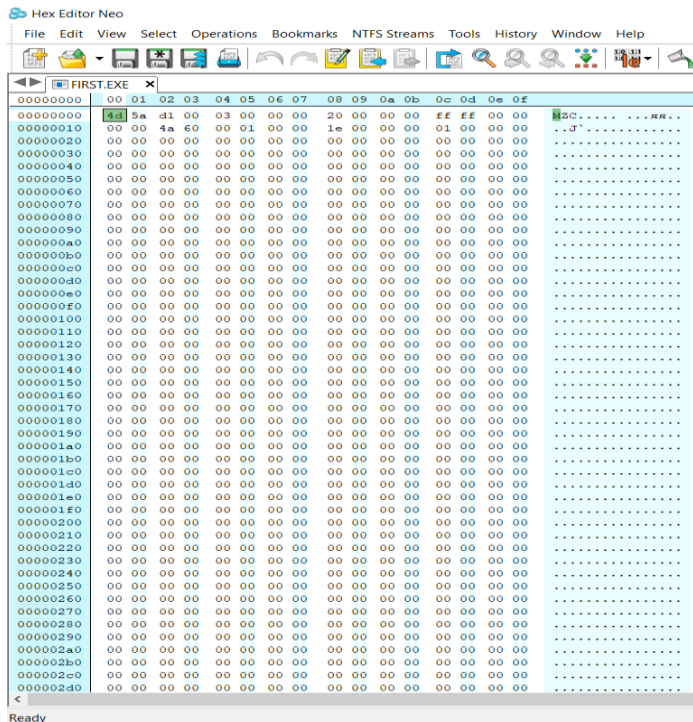 Hex Editor Neo
File Edit View Select Operations Bookmarks NTFS Streams Tools History Window Help
FIRST.EXE
00000000 00 01 02 03 04 05 06 07 08 09 0a 0b 0c 0d 0e 0f
00000000 4d 5a d1 00 03 00 00 00 20 00 00 00 ff ff 00 00 MZС..... ...яя..
00000010 00 00 4a 60 00 01 00 00 1e 00 00 00 01 00 00 00 ..J`............
00000020 00 00 00 00 00 00 00 00 00 00 00 00 00 00 00 00 ................
00000030 00 00 00 00 00 00 00 00 00 00 00 00 00 00 00 00 ................
00000040 00 00 00 00 00 00 00 00 00 00 00 00 00 00 00 00 ................
00000050 00 00 00 00 00 00 00 00 00 00 00 00 00 00 00 00 ................
00000060 00 00 00 00 00 00 00 00 00 00 00 00 00 00 00 00 ................
00000070 00 00 00 00 00 00 00 00 00 00 00 00 00 00 00 00 ................
00000080 00 00 00 00 00 00 00 00 00 00 00 00 00 00 00 00 ................
00000090 00 00 00 00 00 00 00 00 00 00 00 00 00 00 00 00 ................
000000a0 00 00 00 00 00 00 00 00 00 00 00 00 00 00 00 00 ................
000000b0 00 00 00 00 00 00 00 00 00 00 00 00 00 00 00 00 ................
000000c0 00 00 00 00 00 00 00 00 00 00 00 00 00 00 00 00 ................
000000d0 00 00 00 00 00 00 00 00 00 00 00 00 00 00 00 00 ................
000000e0 00 00 00 00 00 00 00 00 00 00 00 00 00 00 00 00 ................
000000f0 00 00 00 00 00 00 00 00 00 00 00 00 00 00 00 00 ................
00000100 00 00 00 00 00 00 00 00 00 00 00 00 00 00 00 00 ................
00000110 00 00 00 00 00 00 00 00 00 00 00 00 00 00 00 00 ................
00000120 00 00 00 00 00 00 00 00 00 00 00 00 00 00 00 00 ................
00000130 00 00 00 00 00 00 00 00 00 00 00 00 00 00 00 00 ................
00000140 00 00 00 00 00 00 00 00 00 00 00 00 00 00 00 00 ................
00000150 00 00 00 00 00 00 00 00 00 00 00 00 00 00 00 00 ................
00000160 00 00 00 00 00 00 00 00 00 00 00 00 00 00 00 00 ................
00000170 00 00 00 00 00 00 00 00 00 00 00 00 00 00 00 00 ................
00000180 00 00 00 00 00 00 00 00 00 00 00 00 00 00 00 00 ................
00000190 00 00 00 00 00 00 00 00 00 00 00 00 00 00 00 00 ................
000001a0 00 00 00 00 00 00 00 00 00 00 00 00 00 00 00 00 ................
000001b0 00 00 00 00 00 00 00 00 00 00 00 00 00 00 00 00 ................
000001c0 00 00 00 00 00 00 00 00 00 00 00 00 00 00 00 00 ................
000001d0 00 00 00 00 00 00 00 00 00 00 00 00 00 00 00 00 ................
000001e0 00 00 00 00 00 00 00 00 00 00 00 00 00 00 00 00 ................
000001f0 00 00 00 00 00 00 00 00 00 00 00 00 00 00 00 00 ................
00000200 00 00 00 00 00 00 00 00 00 00 00 00 00 00 00 00 ................
00000210 00 00 00 00 00 00 00 00 00 00 00 00 00 00 00 00 ................
00000220 00 00 00 00 00 00 00 00 00 00 00 00 00 00 00 00 ................
00000230 00 00 00 00 00 00 00 00 00 00 00 00 00 00 00 00 ................
00000240 00 00 00 00 00 00 00 00 00 00 00 00 00 00 00 00 ................
00000250 00 00 00 00 00 00 00 00 00 00 00 00 00 00 00 00 ................
00000260 00 00 00 00 00 00 00 00 00 00 00 00 00 00 00 00 ................
00000270 00 00 00 00 00 00 00 00 00 00 00 00 00 00 00 00 ................
00000280 00 00 00 00 00 00 00 00 00 00 00 00 00 00 00 00 ................
00000290 00 00 00 00 00 00 00 00 00 00 00 00 00 00 00 00 ................
000002a0 00 00 00 00 00 00 00 00 00 00 00 00 00 00 00 00 ................
000002b0 00 00 00 00 00 00 00 00 00 00 00 00 00 00 00 00 ................
000002c0 00 00 00 00 00 00 00 00 00 00 00 00 00 00 00 00 ................
000002d0 00 00 00 00 00 00 00 00 00 00 00 00 00 00 00 00 ................
Ready